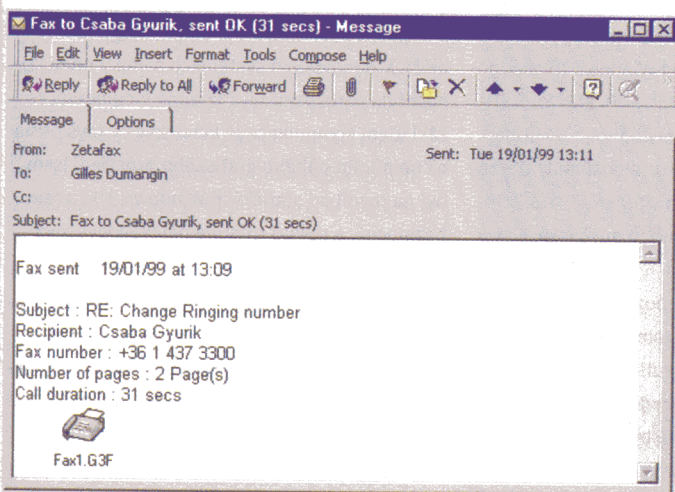 Fax to Csaba Gyurik, sent OK (31 secs) - Message
File Edit View Insert Format Tools Compose Help
Reply Reply to All Forward
Message Options
From: Zetafax Sent: Tue 19/01/99 13:11
To: Gilles Dumangin
Cc:
Subject: Fax to Csaba Gyurik, sent OK (31 secs)
Fax sent 19/01/99 at 13:09
Subject : RE: Change Ringing number
Recipient : Csaba Gyurik
Fax number : +36 1 437 3300
Number of pages : 2 Page(s)
Call duration : 31 secs
Fax1.G3F